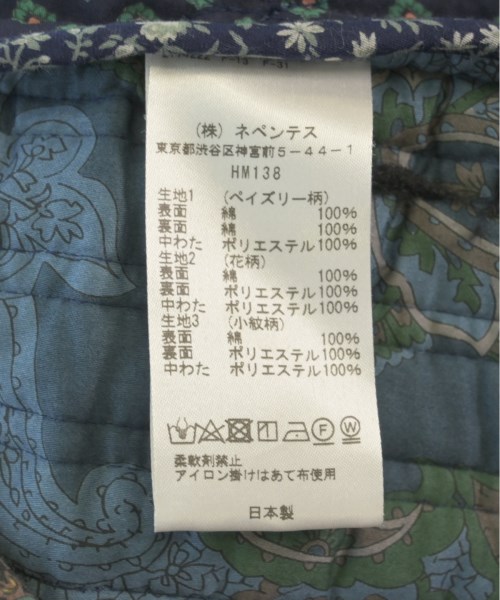 (株) ネペンテス
東京都渋谷区神宮前5-44-1
HM138
生地1 (ペイズリー柄)
表面 綿 100%
裏面 綿 100%
中わた ポリエステル100%
生地2 (花柄)
表面 綿 100%
裏面 ポリエステル100%
中わた ポリエステル100%
生地3 (小紋柄)
表面 綿 100%
裏面 ポリエステル100%
中わた ポリエステル100%
F W
柔軟剤禁止
アイロン掛けはあて布使用
日本製